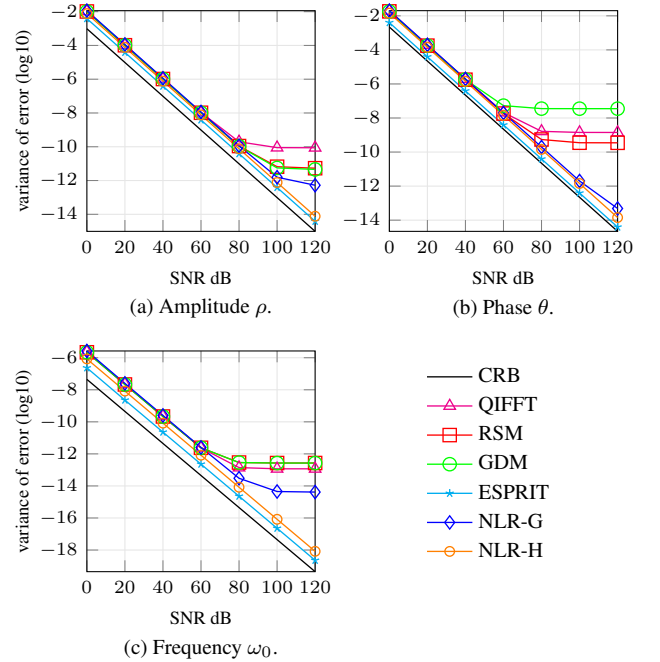 −2
−4
−6
−8
−10
−12
−14
0 20 40 60 80 100 120
variance of error (log10)
SNR dB
(a) Amplitude ρ.
−2
−4
−6
−8
−10
−12
−14
0 20 40 60 80 100 120
SNR dB
(b) Phase θ.
−6
−8
−10
−12
−14
−16
−18
0 20 40 60 80 100 120
variance of error (log10)
SNR dB
(c) Frequency ω₀.
CRB
QIFFT
RSM
GDM
ESPRIT
NLR-G
NLR-H